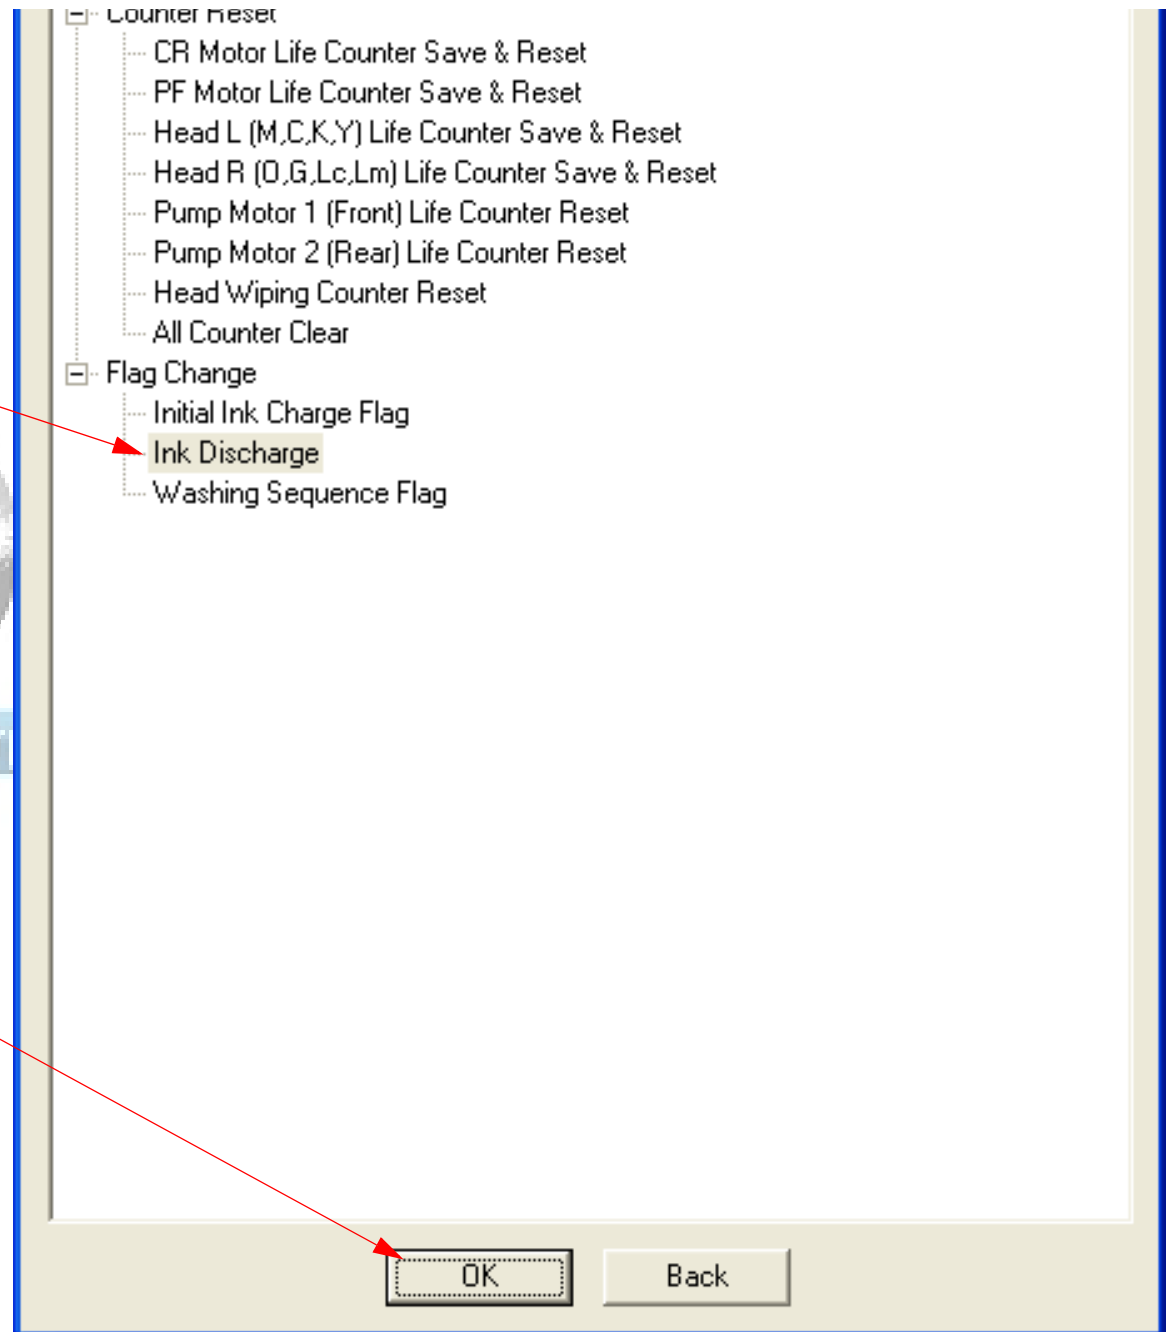 Counter Reset
CR Motor Life Counter Save & Reset
PF Motor Life Counter Save & Reset
Head L (M,C,K,Y) Life Counter Save & Reset
Head R (O,G,Lc,Lm) Life Counter Save & Reset
Pump Motor 1 (Front) Life Counter Reset
Pump Motor 2 (Rear) Life Counter Reset
Head Wiping Counter Reset
All Counter Clear
Flag Change
Initial Ink Charge Flag
Ink Discharge
Washing Sequence Flag
OK Back